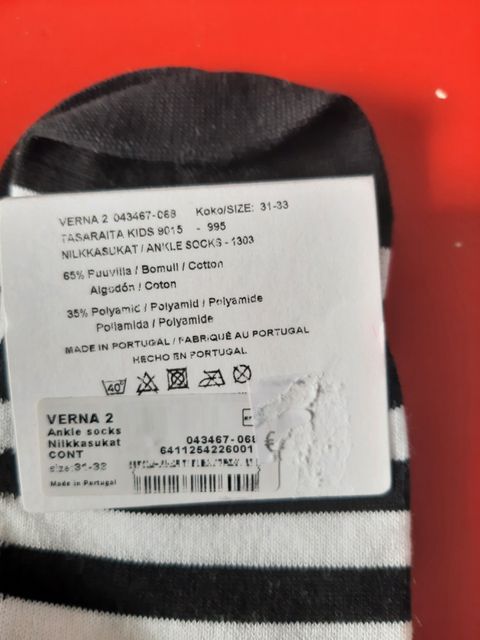 VERNA 2 043467-068 Koko/SIZE: 31-33
TASARAITA KIDS 9015 - 995
NILKKASUKAT / ANKLE SOCKS - 1303
65% Puuvilla / Bomull / Cotton
Algodón / Coton
35% Polyamid / Polyamid / Polyamide
Poliamida / Polyamide
MADE IN PORTUGAL / FABRIQUÉ AU PORTUGAL
HECHO EN PORTUGAL
40°
VERNA 2
Ankle socks
Nilkkasukat 043467-068
CONT 6411254226001
size
Made in Portugal
€